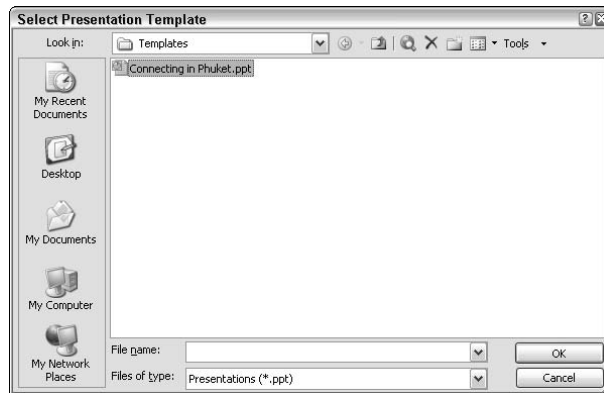 Select Presentation Template
Look in: Templates Tools
Connecting in Phuket.ppt
My Recent
Documents
Desktop
My Documents
My Computer
My Network
Places
File name: OK
Files of type: Presentations (*.ppt) Cancel